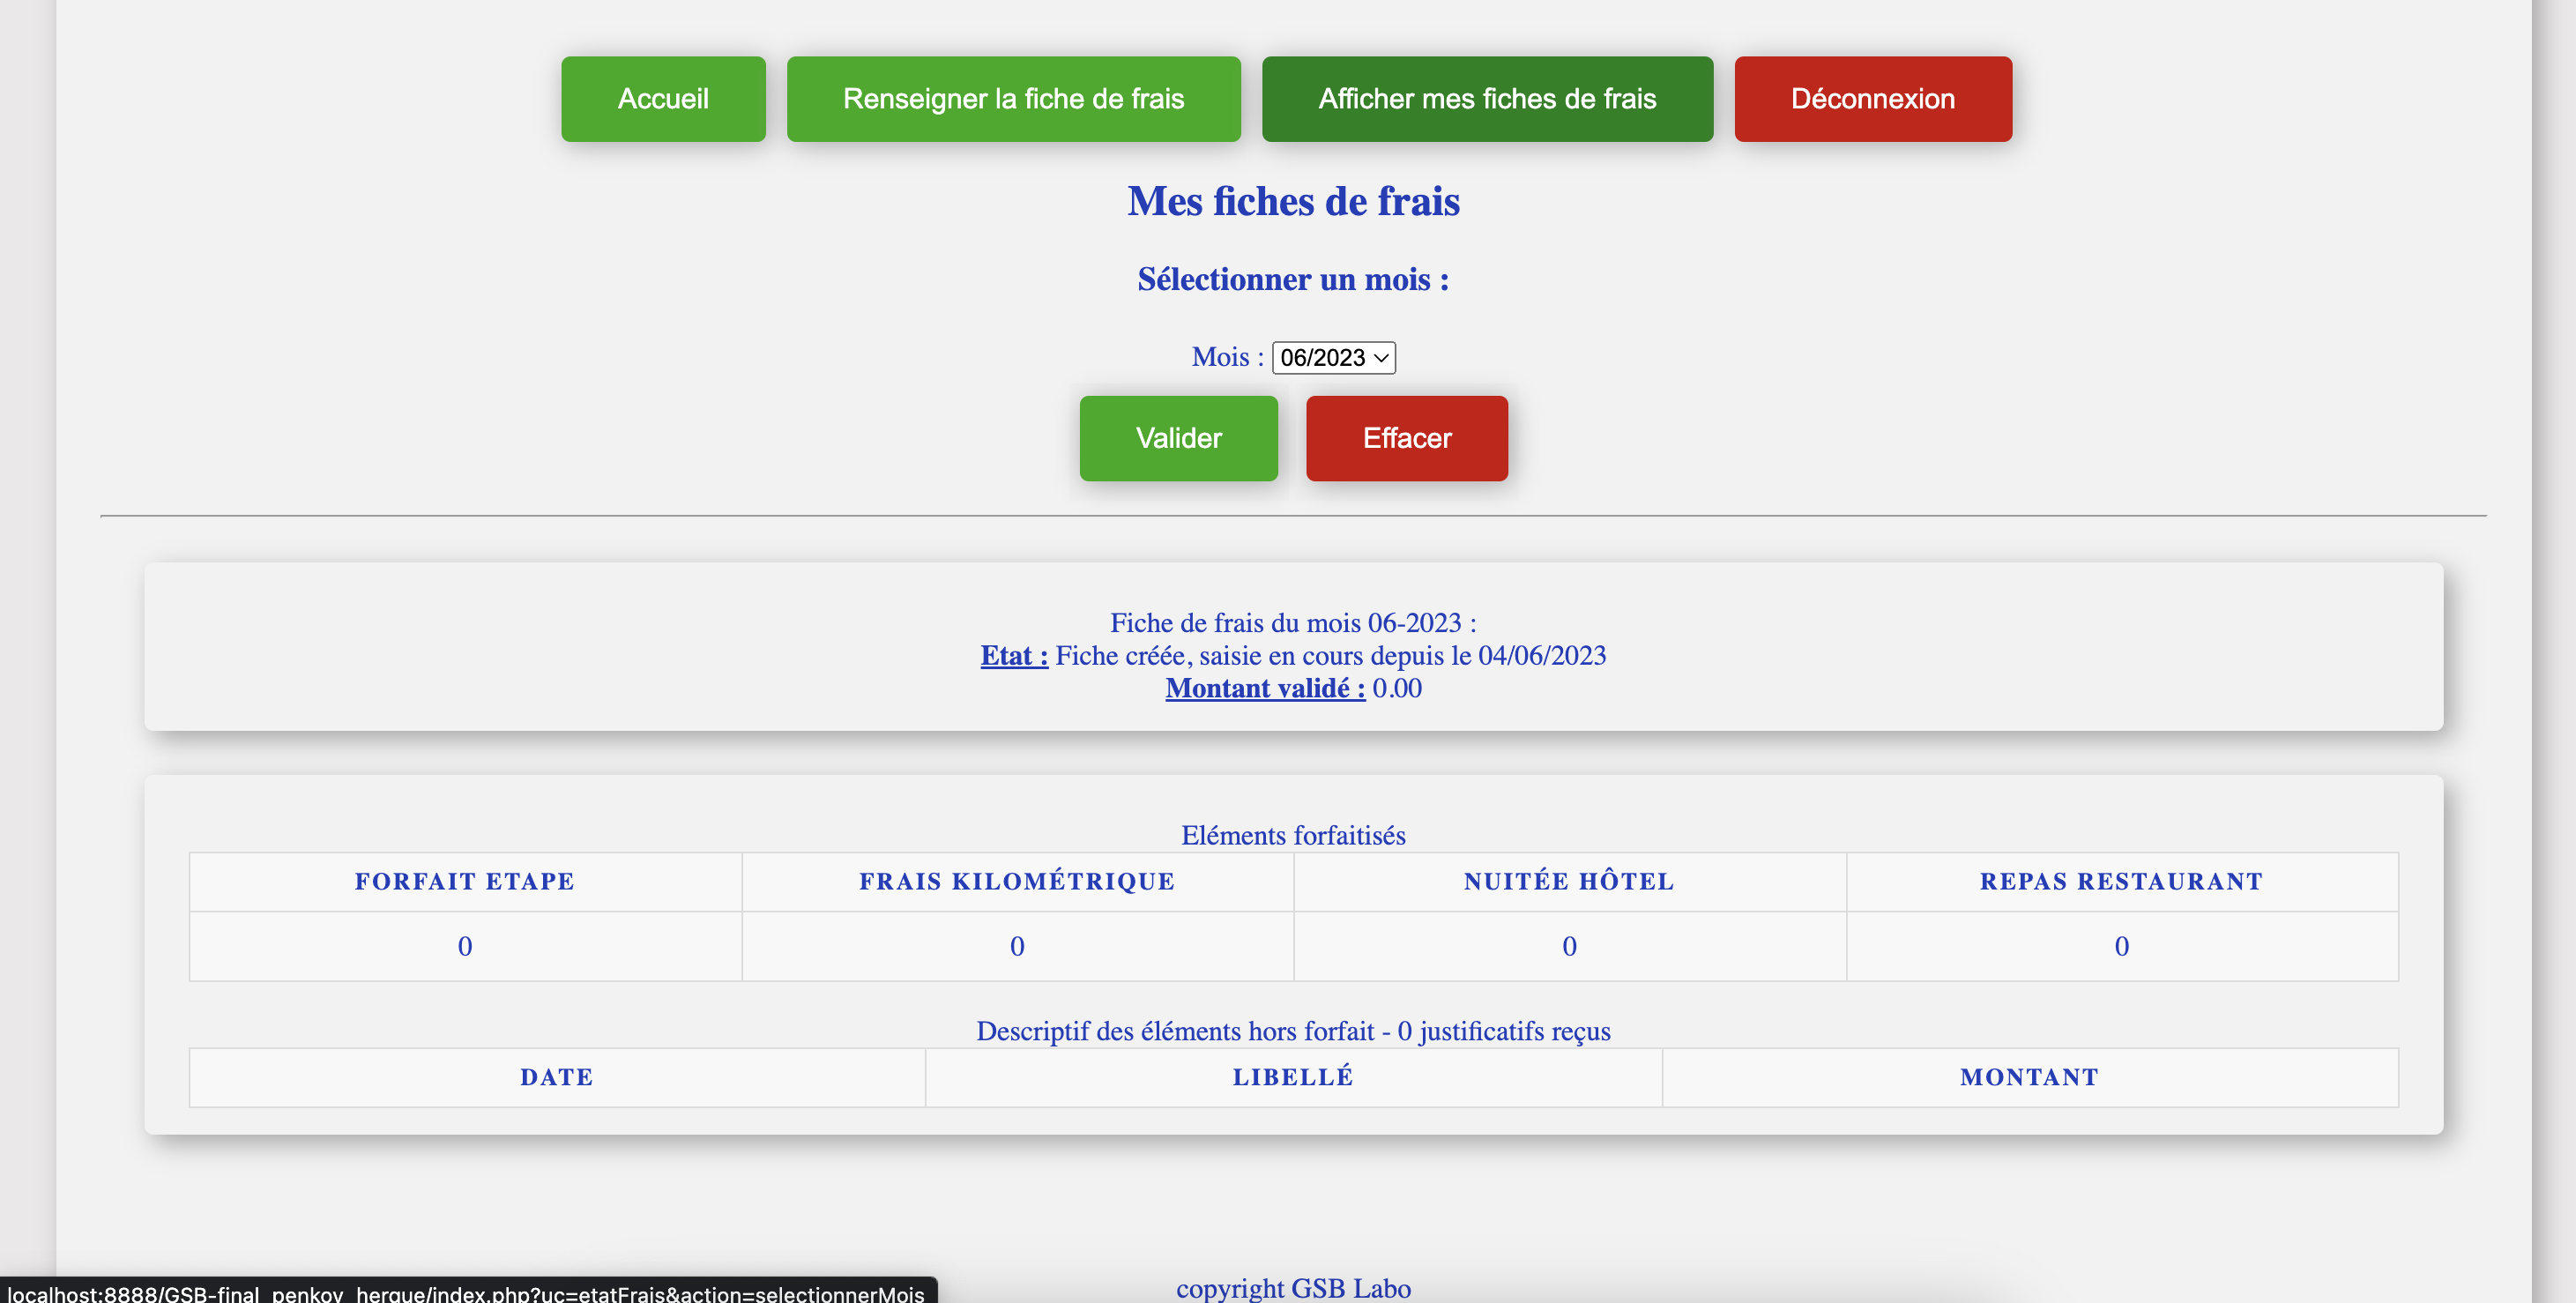 Accueil Renseigner la fiche de frais Afficher mes fiches de frais Déconnexion
Mes fiches de frais
Sélectionner un mois :
Mois : 06/2023
Valider Effacer
Fiche de frais du mois 06-2023 :
Etat : Fiche créée, saisie en cours depuis le 04/06/2023
Montant validé : 0.00
Eléments forfaitisés
FORFAIT ETAPE FRAIS KILOMÉTRIQUE NUITÉE HÔTEL REPAS RESTAURANT
0 0 0 0
Descriptif des éléments hors forfait - 0 justificatifs reçus
DATE LIBELLÉ MONTANT
copyright GSB Labo
localhost:8888/GSB-final_penkov_hergue/index.php?uc=etatFrais&action=selectionnerMois